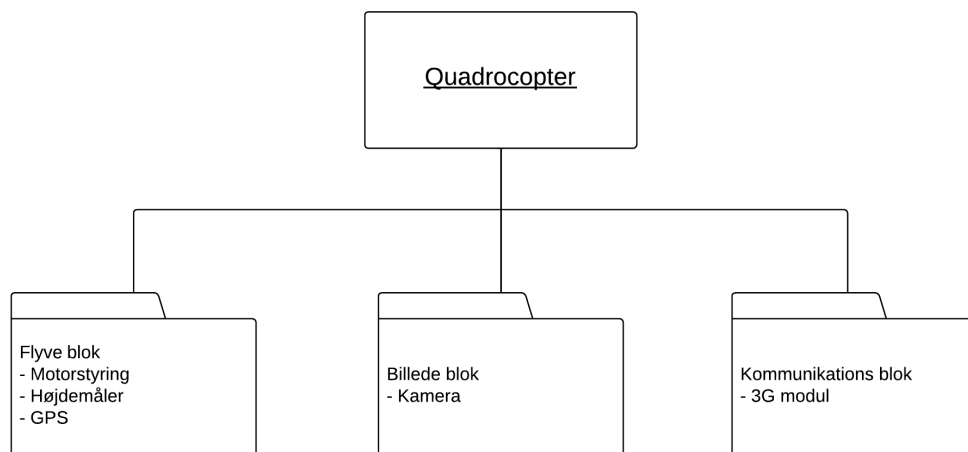 Quadrocopter
Flyve blok
- Motorstyring
- Højdemåler
- GPS
Billede blok
- Kamera
Kommunikations blok
- 3G modul